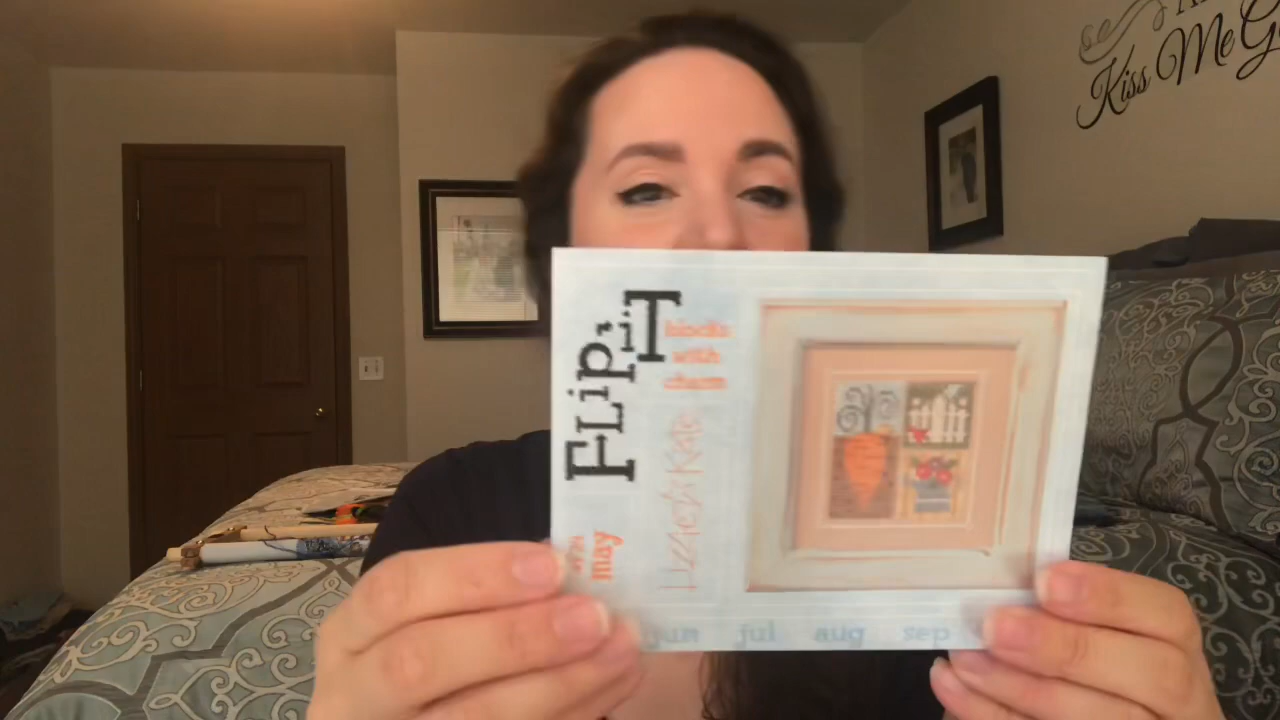 Kiss Me G
FLip-iT
blocks
with
charm
Lizzie Kate
may
jun jul aug sep